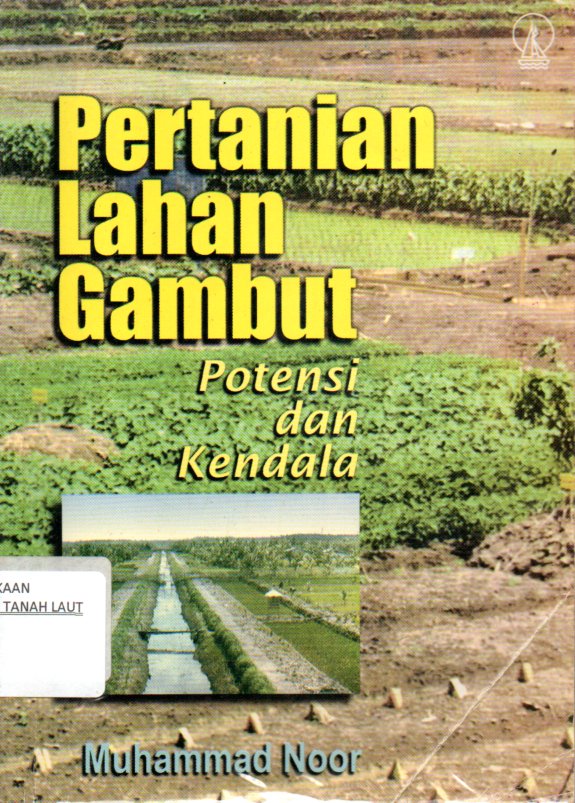 Pertanian
Lahan
Gambut
Potensi
dan
Kendala
KAAN
TANAH LAUT
Muhammad Noor